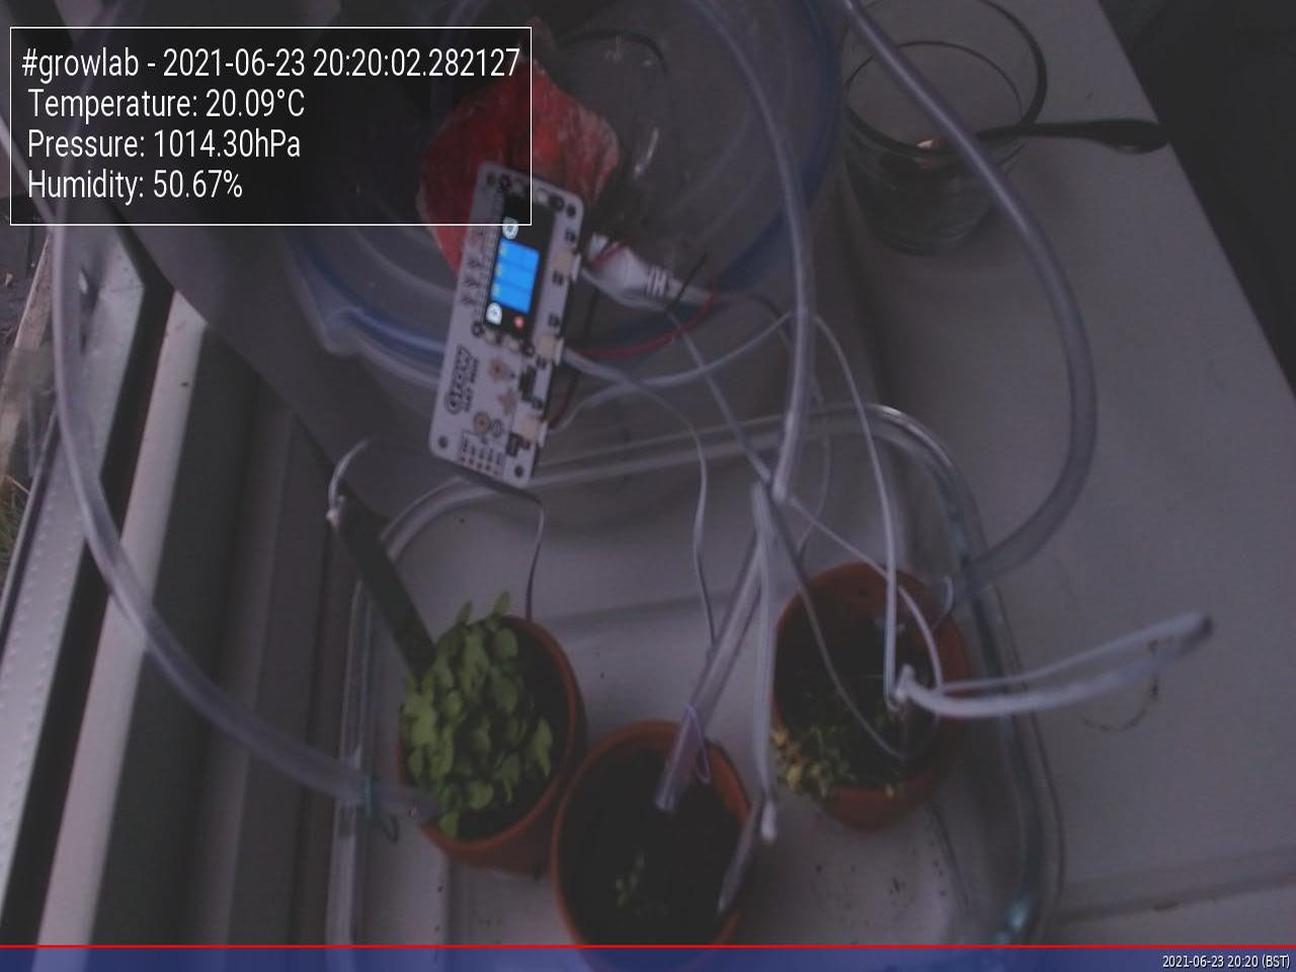 #growlab - 2021-06-23 20:20:02.282127
Temperature: 20.09°C
Pressure: 1014.30hPa
Humidity: 50.67%
GROW
2021-06-23 20:20 (BST)